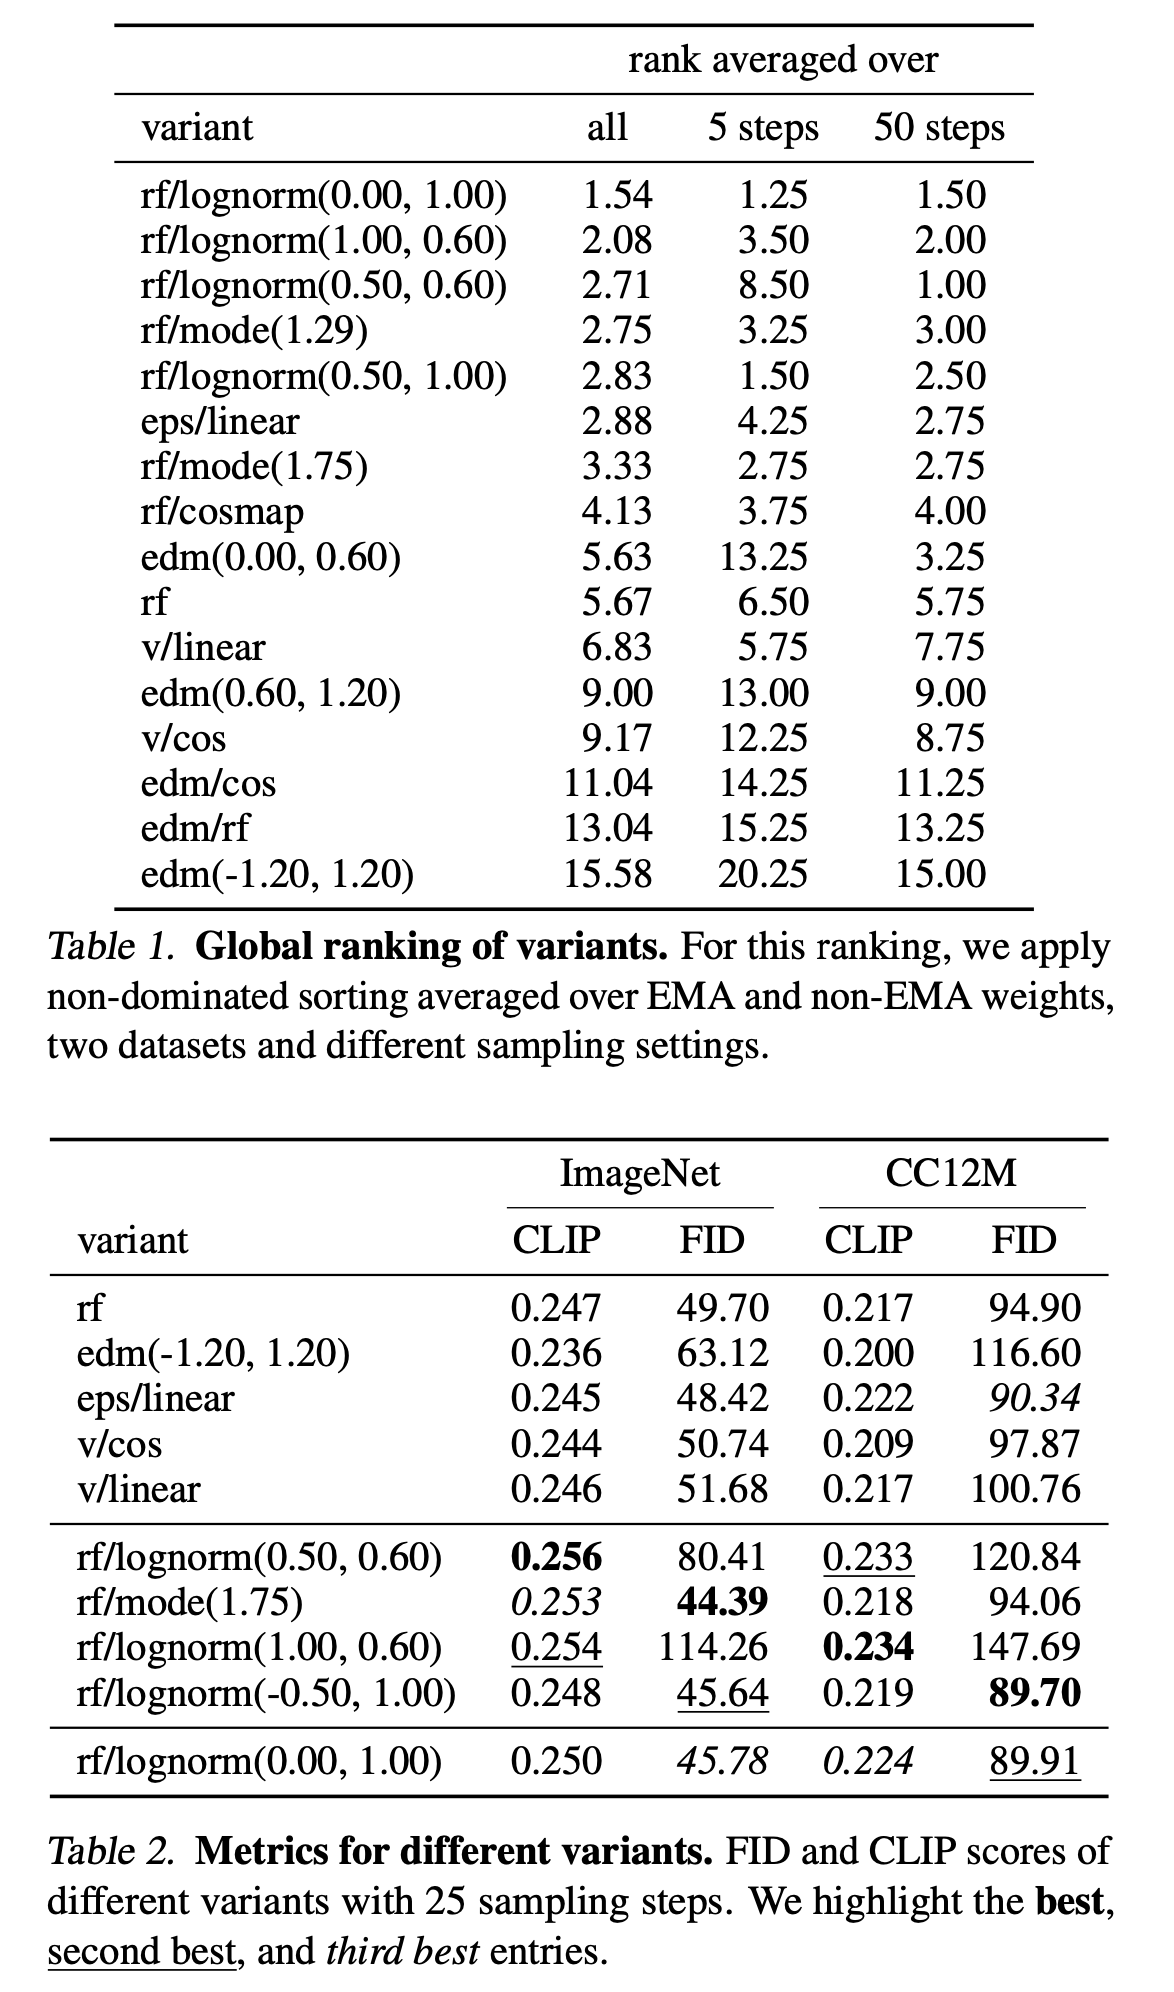 rank averaged over
variant all 5 steps 50 steps
rf/lognorm(0.00, 1.00) 1.54 1.25 1.50
rf/lognorm(1.00, 0.60) 2.08 3.50 2.00
rf/lognorm(0.50, 0.60) 2.71 8.50 1.00
rf/mode(1.29) 2.75 3.25 3.00
rf/lognorm(0.50, 1.00) 2.83 1.50 2.50
eps/linear 2.88 4.25 2.75
rf/mode(1.75) 3.33 2.75 2.75
rf/cosmap 4.13 3.75 4.00
edm(0.00, 0.60) 5.63 13.25 3.25
rf 5.67 6.50 5.75
v/linear 6.83 5.75 7.75
edm(0.60, 1.20) 9.00 13.00 9.00
v/cos 9.17 12.25 8.75
edm/cos 11.04 14.25 11.25
edm/rf 13.04 15.25 13.25
edm(-1.20, 1.20) 15.58 20.25 15.00
Table 1. Global ranking of variants. For this ranking, we apply
non-dominated sorting averaged over EMA and non-EMA weights,
two datasets and different sampling settings.
ImageNet CC12M
variant CLIP FID CLIP FID
rf 0.247 49.70 0.217 94.90
edm(-1.20, 1.20) 0.236 63.12 0.200 116.60
eps/linear 0.245 48.42 0.222 90.34
v/cos 0.244 50.74 0.209 97.87
v/linear 0.246 51.68 0.217 100.76
rf/lognorm(0.50, 0.60) 0.256 80.41 0.233 120.84
rf/mode(1.75) 0.253 44.39 0.218 94.06
rf/lognorm(1.00, 0.60) 0.254 114.26 0.234 147.69
rf/lognorm(-0.50, 1.00) 0.248 45.64 0.219 89.70
rf/lognorm(0.00, 1.00) 0.250 45.78 0.224 89.91
Table 2. Metrics for different variants. FID and CLIP scores of
different variants with 25 sampling steps. We highlight the best,
second best, and third best entries.